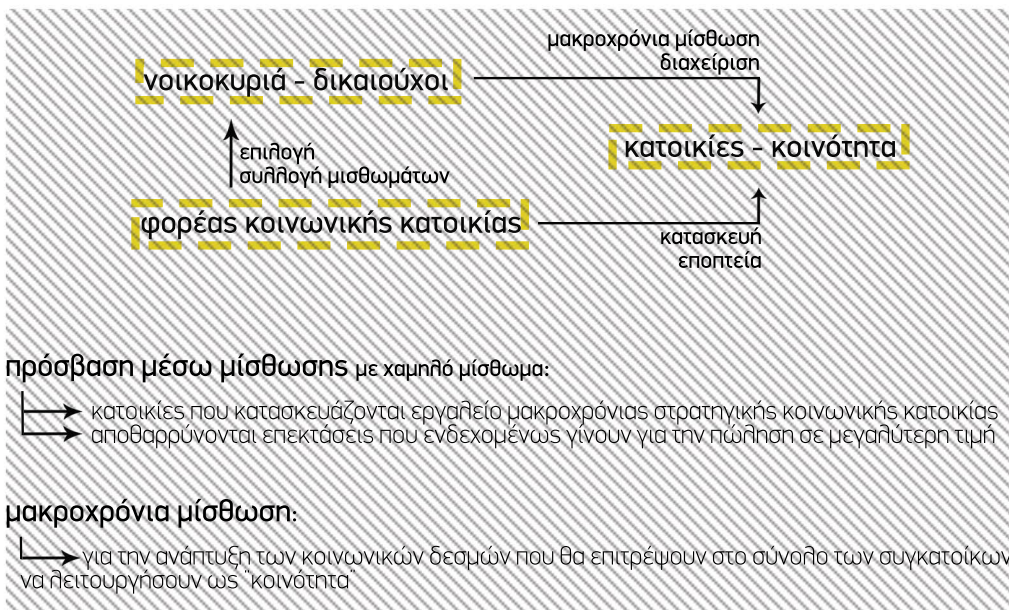 μακροχρόνια μίσθωση
διαχείριση
νοικοκυριά - δικαιούχοι
κατοικίες - κοινότητα
επιλογή
συλλογή μισθωμάτων
φορέας κοινωνικής κατοικίας
κατασκευή
εποπτεία
πρόσβαση μέσω μίσθωσης με χαμηλό μίσθωμα:
κατοικίες που κατασκευάζονται εργαλείο μακροχρόνιας στρατηγικής κοινωνικής κατοικίας
αποθαρρύνονται επεκτάσεις που ενδεχομένως γίνουν για την πώληση σε μεγαλύτερη τιμή
μακροχρόνια μίσθωση:
για την ανάπτυξη των κοινωνικών δεσμών που θα επιτρέψουν στο σύνολο των συγκατοίκων
να λειτουργήσουν ως "κοινότητα"